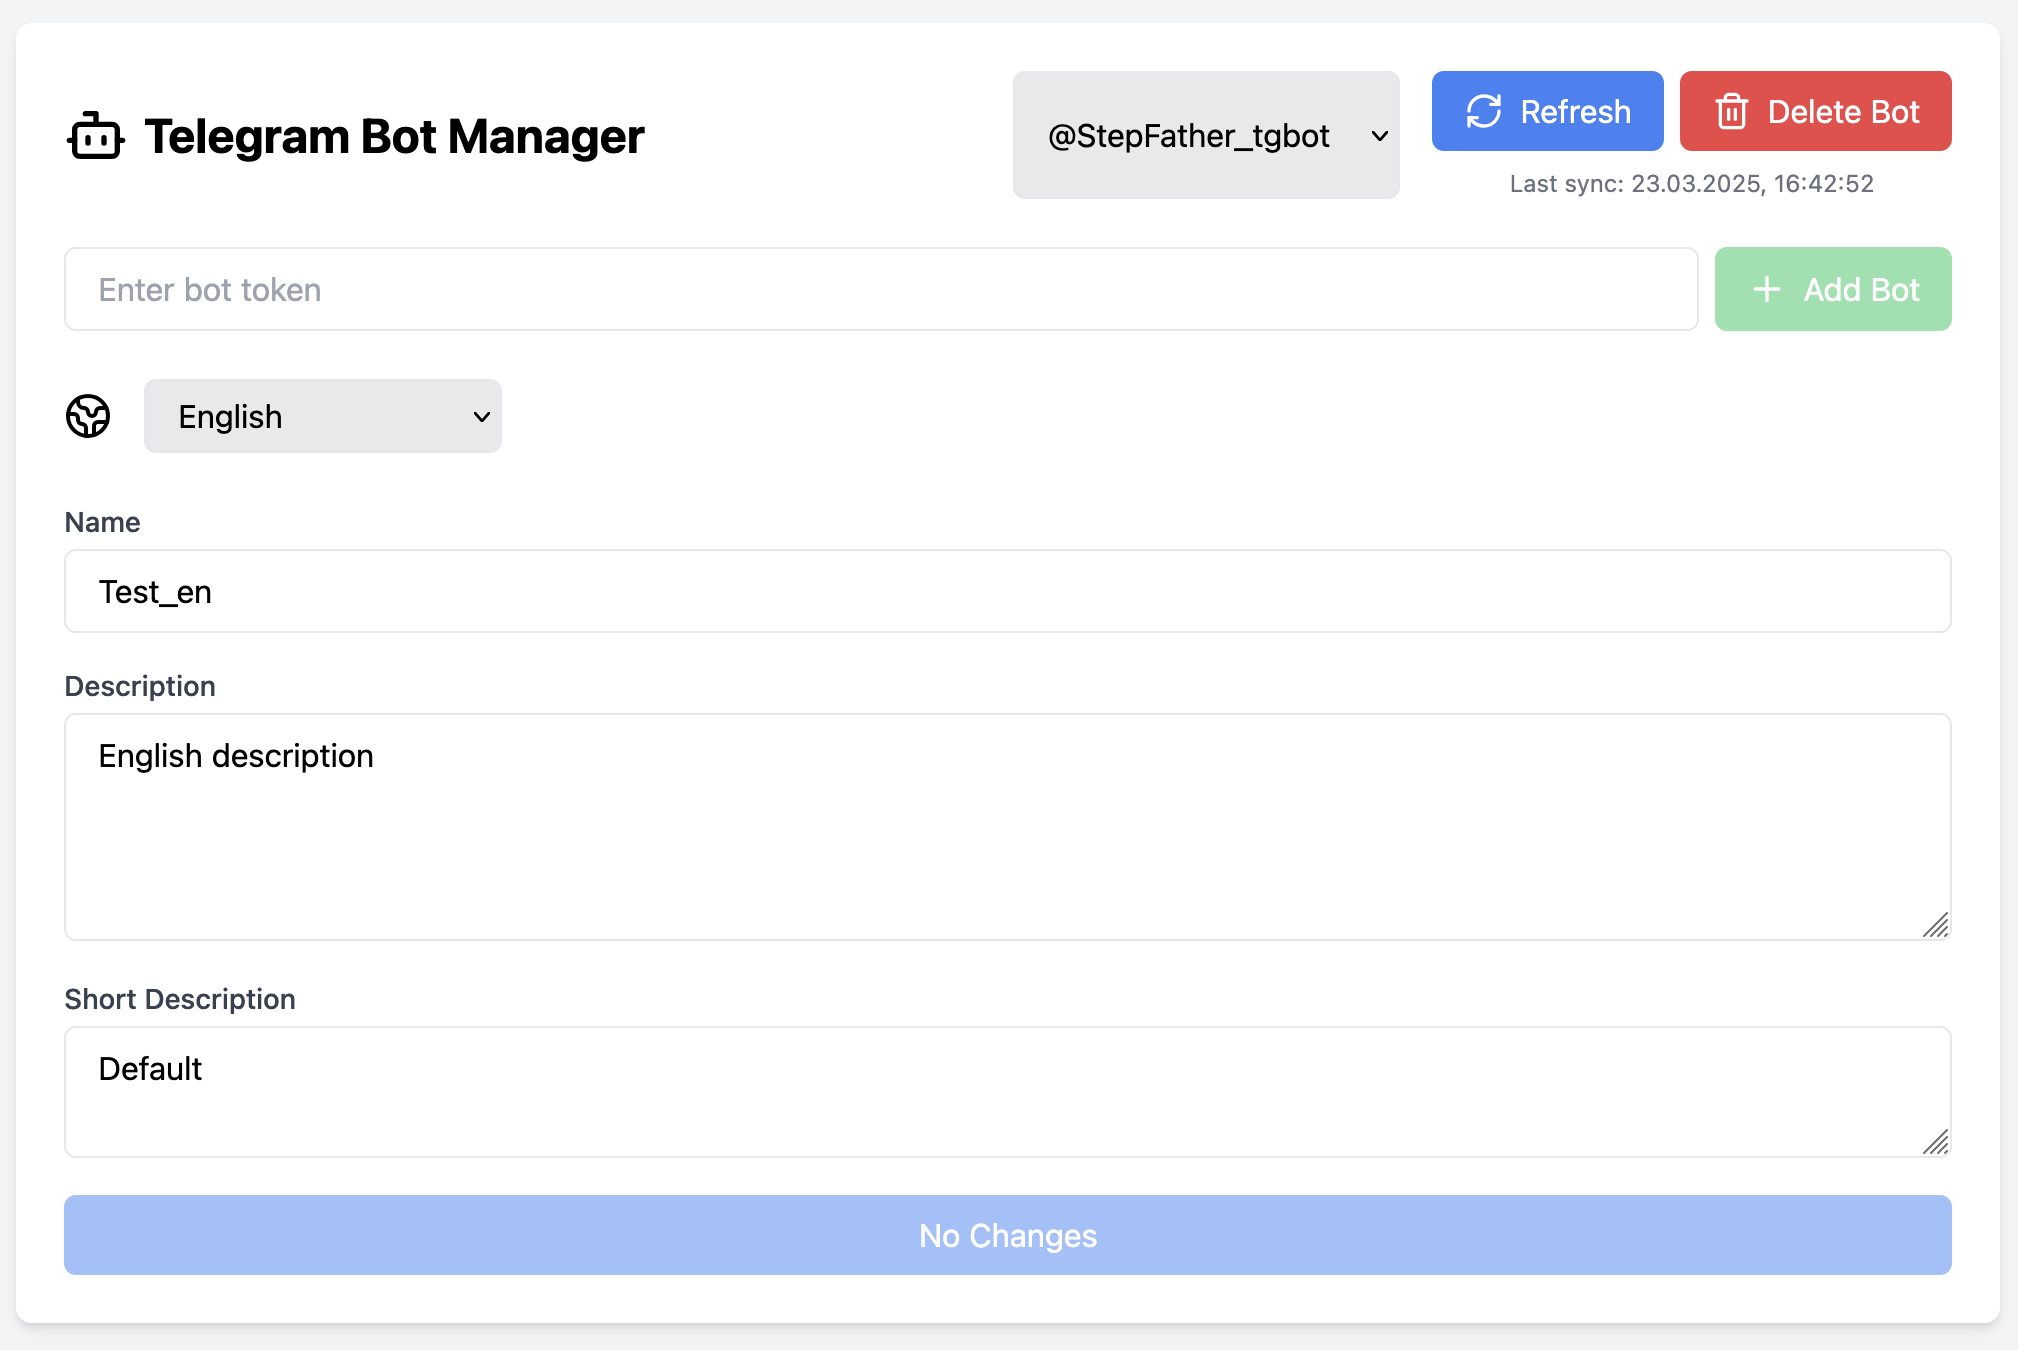 Telegram Bot Manager
@StepFather_tgbot
Refresh
Delete Bot
Last sync: 23.03.2025, 16:42:52
Enter bot token
Add Bot
English
Name
Test_en
Description
English description
Short Description
Default
No Changes